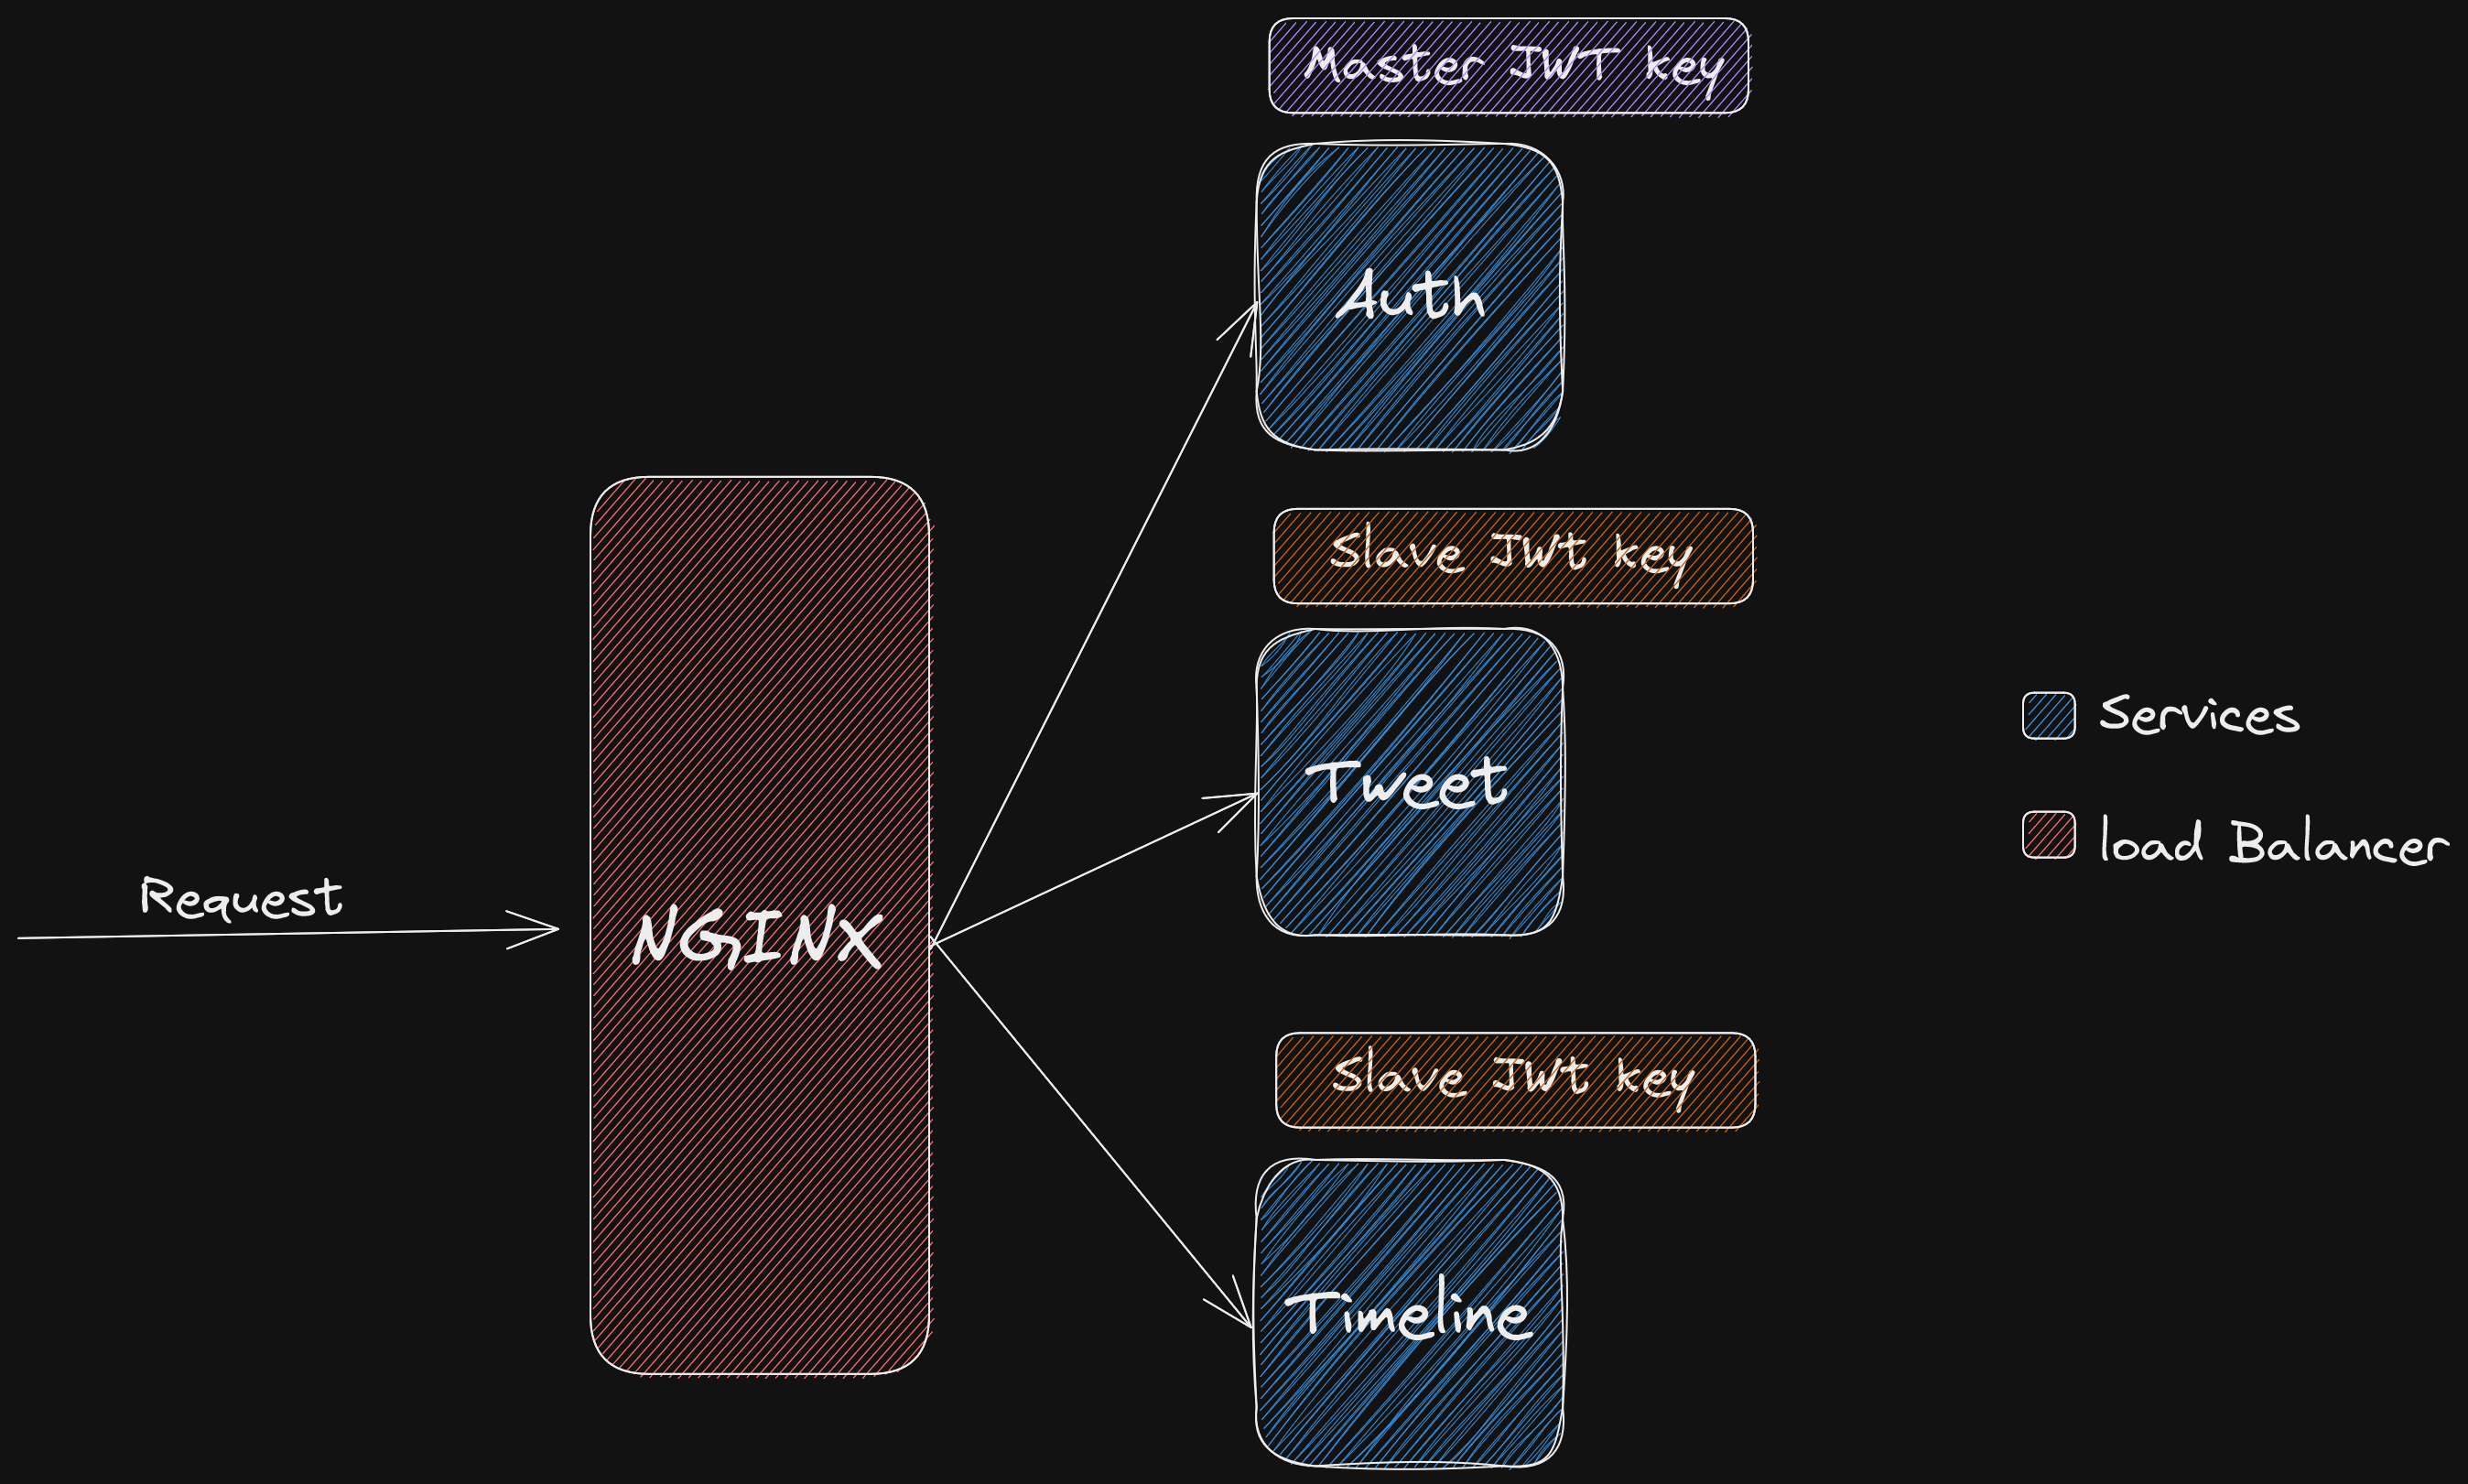 Master JWT key
Auth
Slave JWt key
Tweet
Services
load Balancer
Request
NGINX
Slave JWt key
Timeline